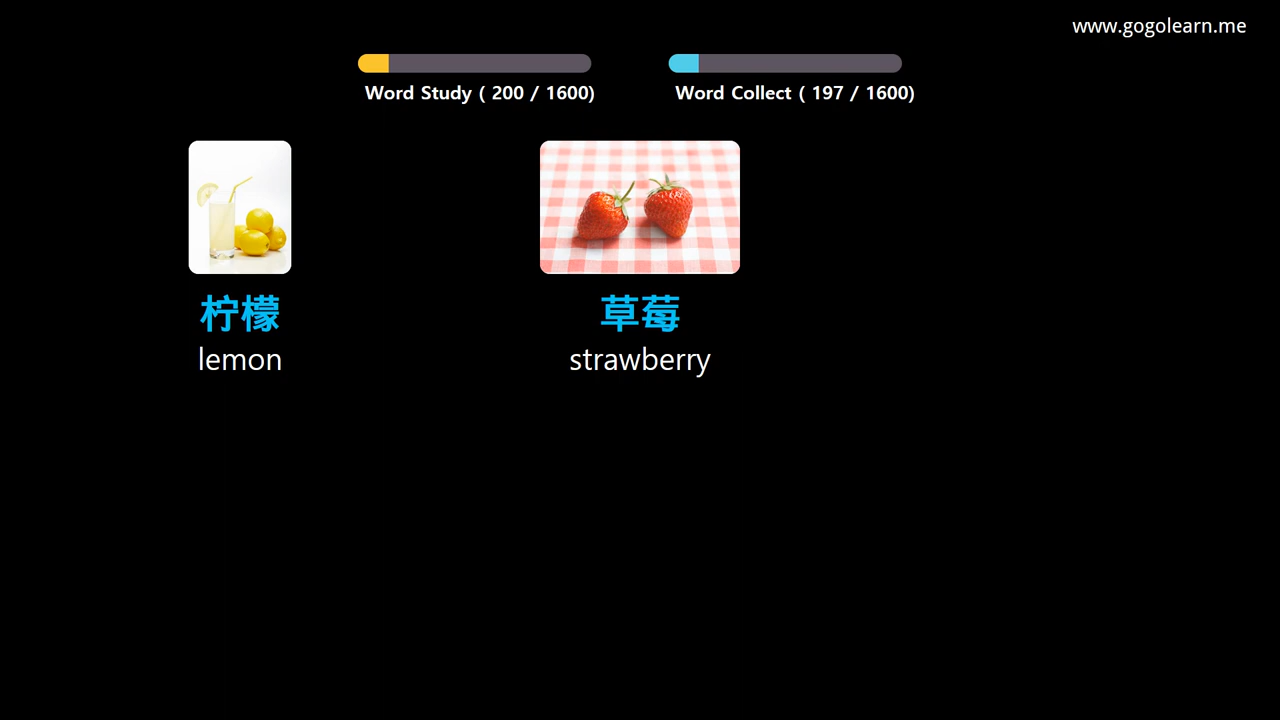 www.gogolearn.me
Word Study ( 200 / 1600)
Word Collect ( 197 / 1600)
柠檬
lemon
草莓
strawberry